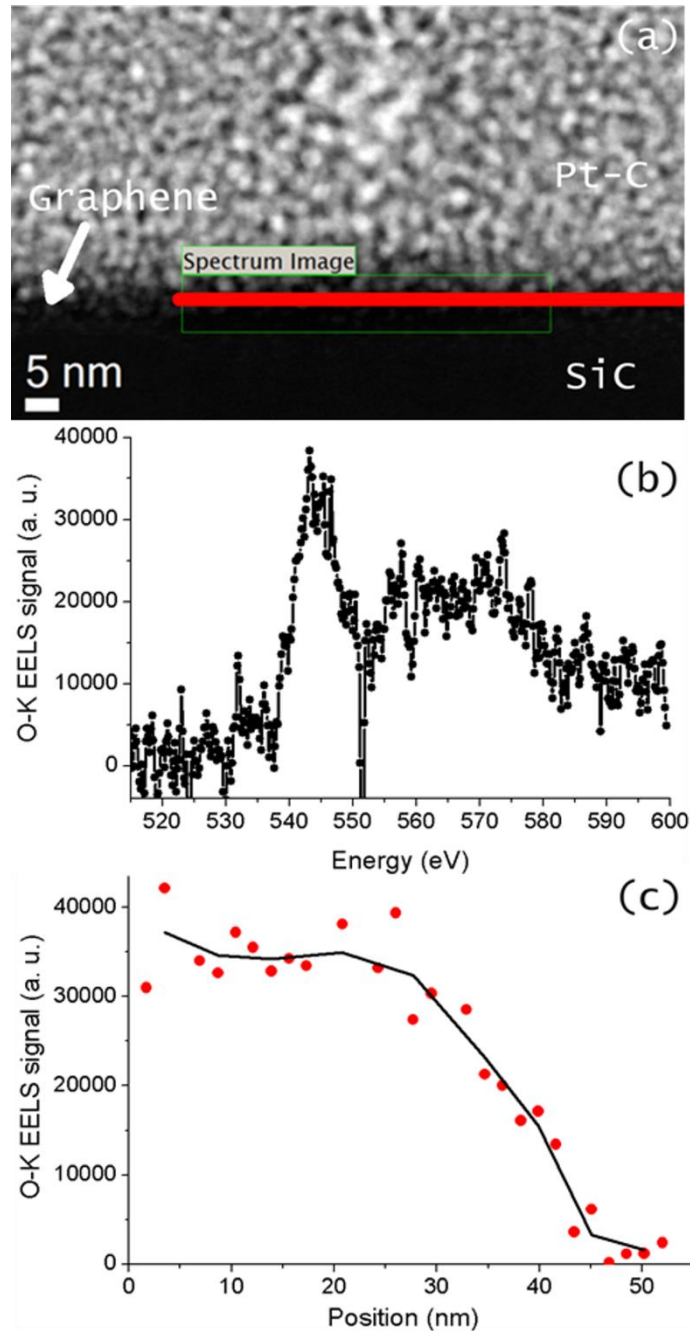 (a)
Pt-C
Graphene
Spectrum Image
5 nm
SiC
40000
(b)
30000
20000
10000
0
O-K EELS signal (a. u.)
520 530 540 550 560 570 580 590 600
Energy (eV)
(c)
40000
30000
20000
10000
0
O-K EELS signal (a. u.)
0 10 20 30 40 50
Position (nm)